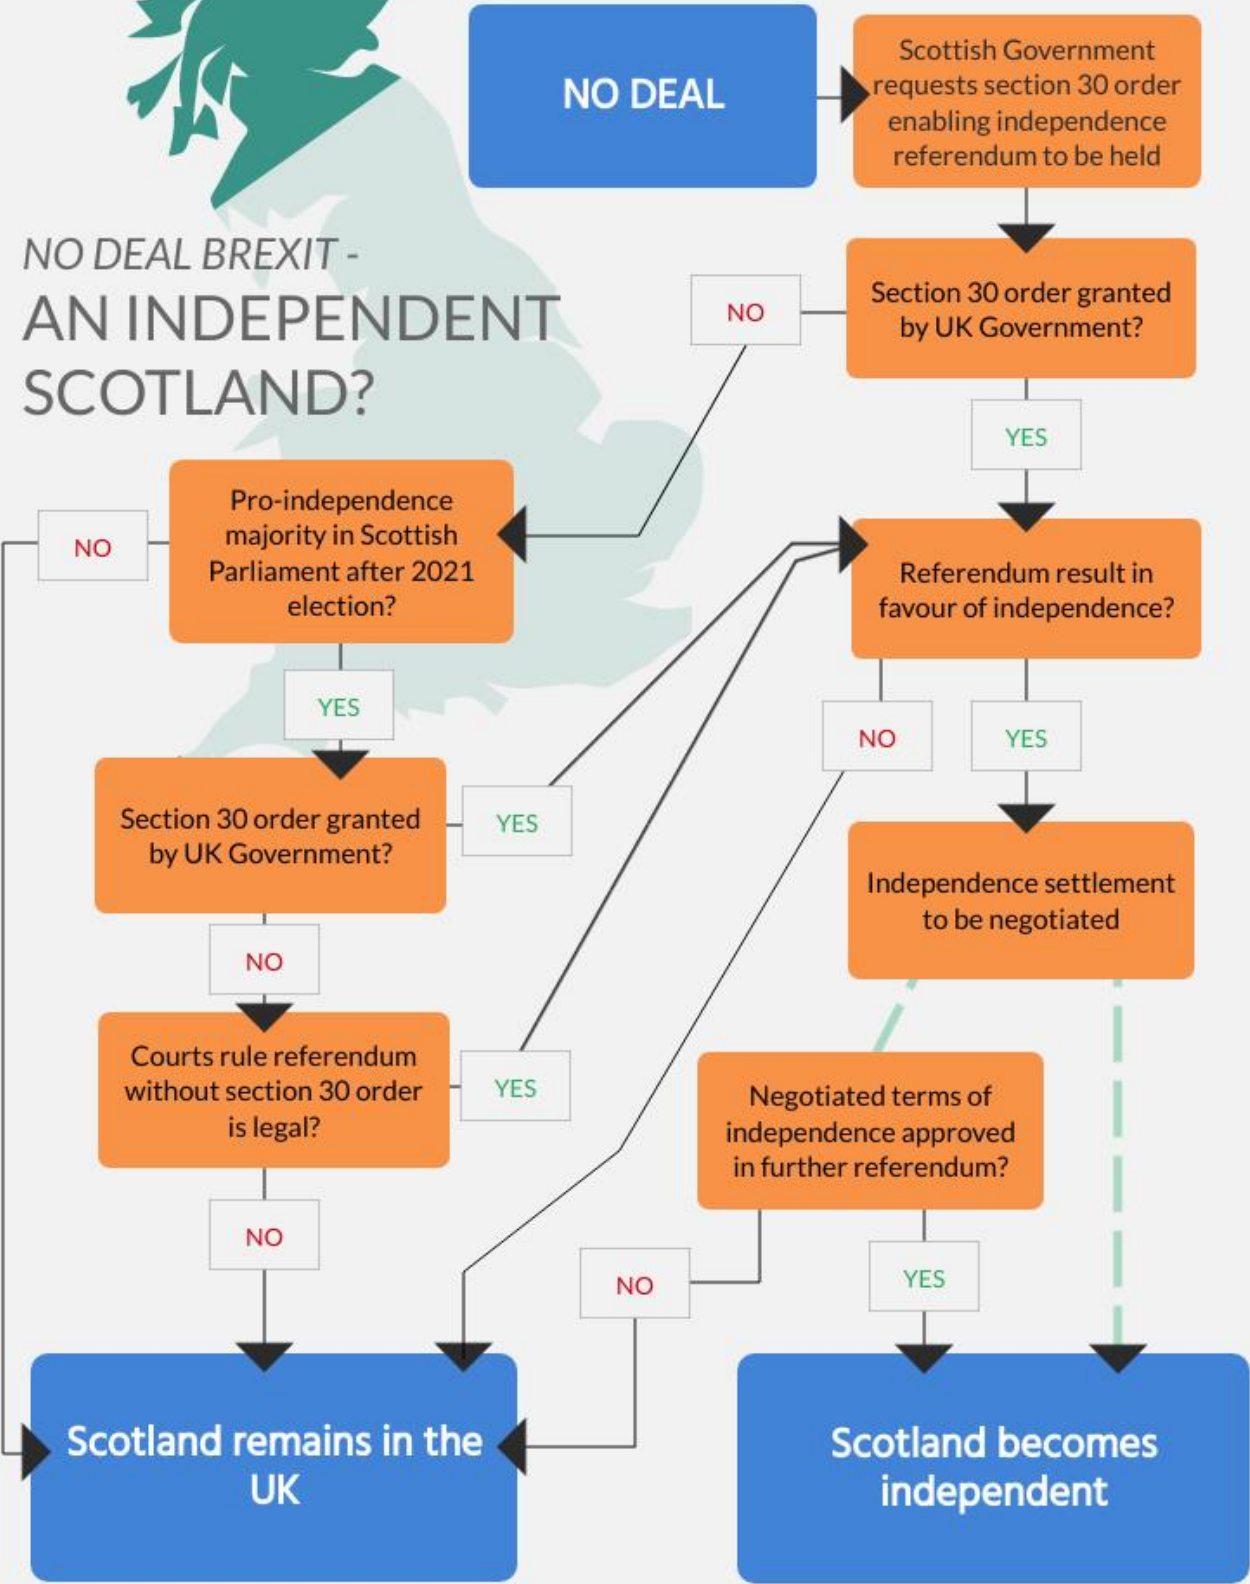 NO DEAL
Scottish Government
requests section 30 order
enabling independence
referendum to be held
NO DEAL BREXIT -
AN INDEPENDENT
SCOTLAND?
Section 30 order granted
by UK Government?
NO
YES
Pro-independence
majority in Scottish
Parliament after 2021
election?
NO
YES
Referendum result in
favour of independence?
NO
YES
Section 30 order granted
by UK Government?
YES
NO
Independence settlement
to be negotiated
Courts rule referendum
without section 30 order
is legal?
YES
NO
Negotiated terms of
independence approved
in further referendum?
NO
YES
Scotland remains in the
UK
Scotland becomes
independent